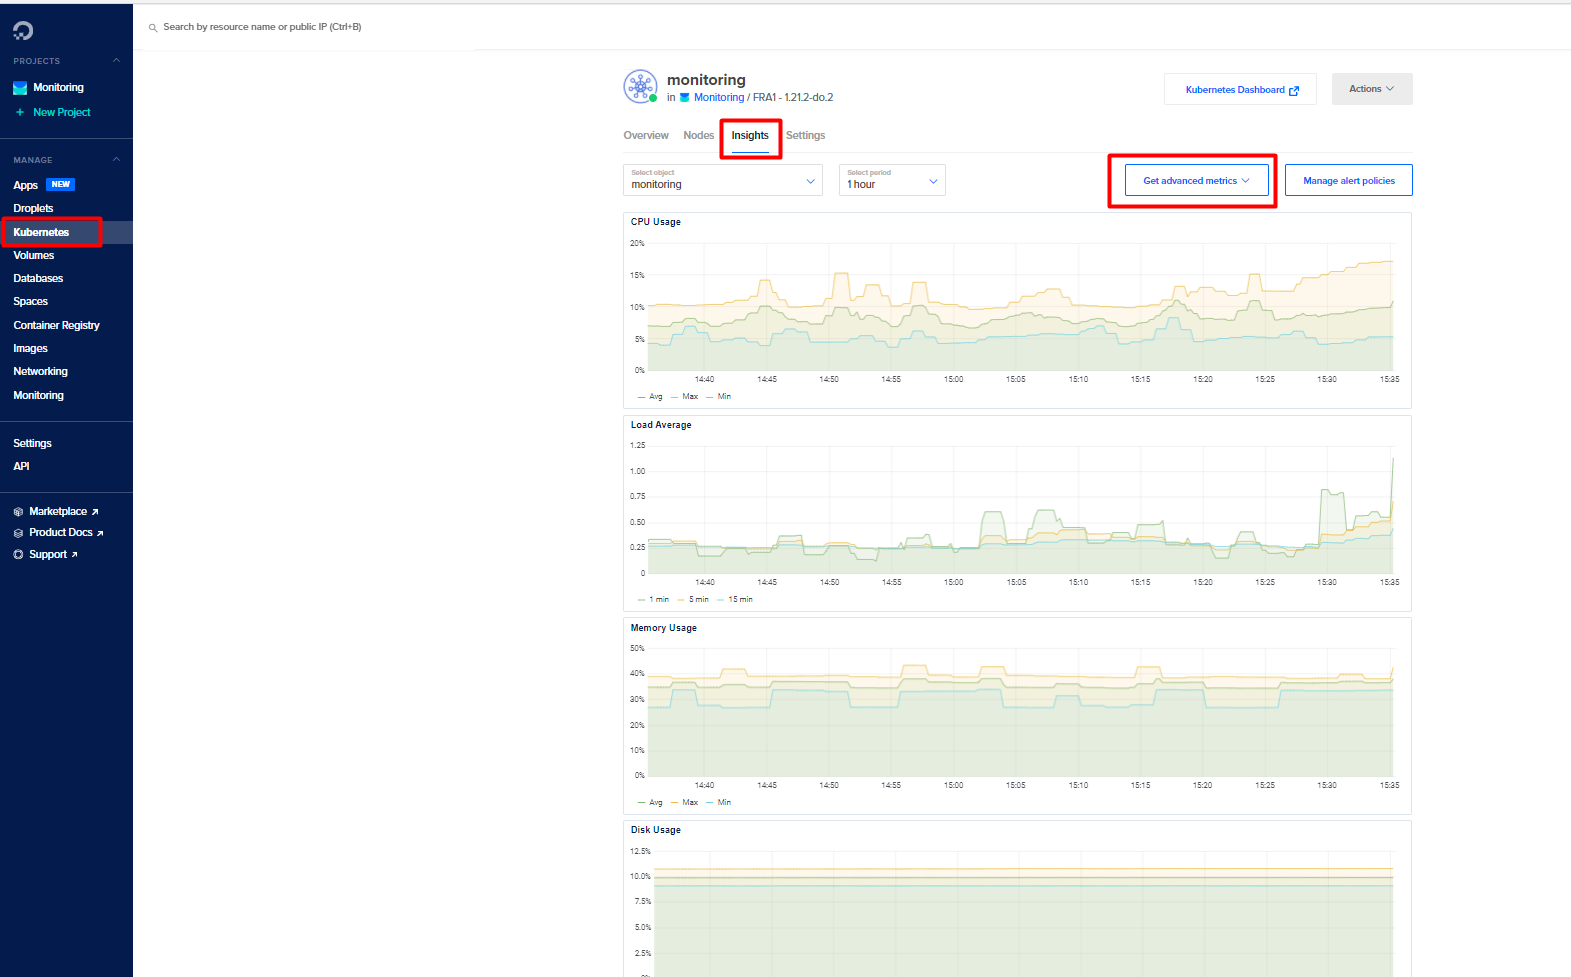 Search by resource name or public IP (Ctrl+B)
PROJECTS
Monitoring
+ New Project
MANAGE
Apps NEW
Droplets
Kubernetes
Volumes
Databases
Spaces
Container Registry
Images
Networking
Monitoring
Settings
API
Marketplace
Product Docs
Support
monitoring
in Monitoring / FRA1 - 1.21.2-do.2
Kubernetes Dashboard
Actions
Overview Nodes Insights Settings
Select object
monitoring
Select period
1 hour
Get advanced metrics
Manage alert policies
CPU Usage
20%
15%
10%
5%
0%
14:40 14:45 14:50 14:55 15:00 15:05 15:10 15:15 15:20 15:25 15:30 15:35
Avg Max Min
Load Average
1.25
1.00
0.75
0.50
0.25
0
14:40 14:45 14:50 14:55 15:00 15:05 15:10 15:15 15:20 15:25 15:30 15:35
1 min 5 min 15 min
Memory Usage
50%
40%
30%
20%
10%
0%
14:40 14:45 14:50 14:55 15:00 15:05 15:10 15:15 15:20 15:25 15:30 15:35
Avg Max Min
Disk Usage
12.5%
10.0%
7.5%
5.0%
2.5%